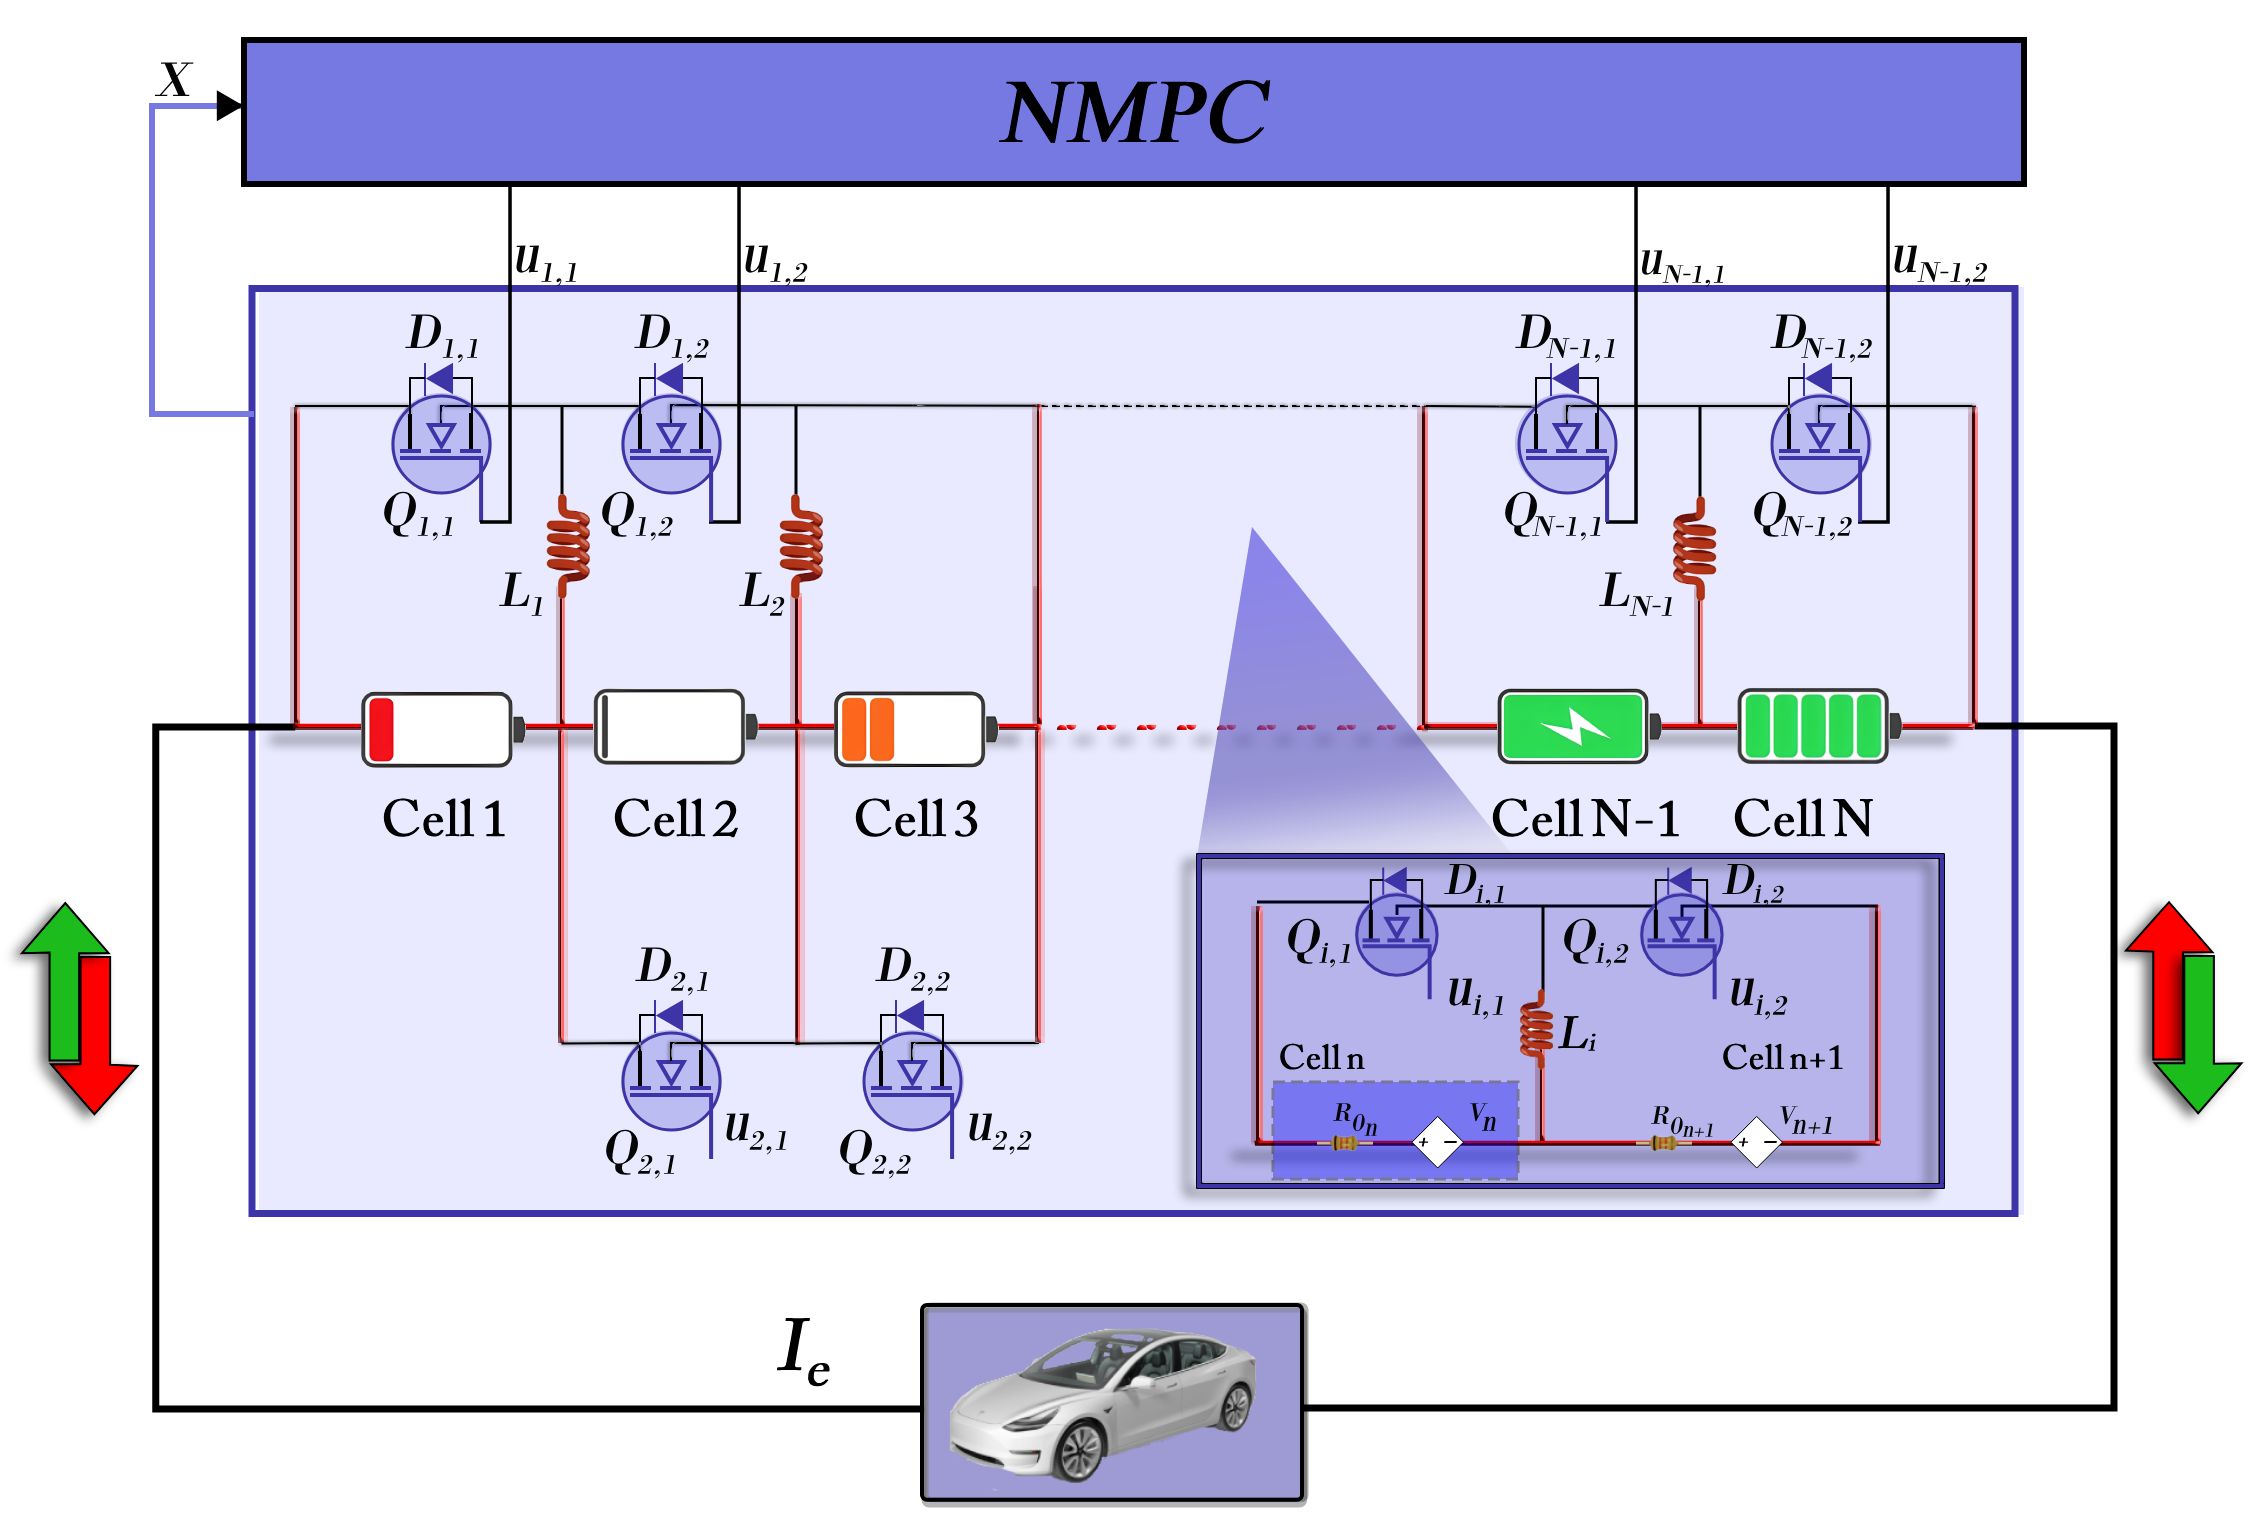 X
NMPC
u1,1
u1,2
uN-1,1
uN-1,2
D1,1
D1,2
DN-1,1
DN-1,2
Q1,1
Q1,2
QN-1,1
QN-1,2
L1
L2
LN-1
Cell 1
Cell 2
Cell 3
Cell N-1
Cell N
Di,1
Di,2
Qi,1
Qi,2
ui,1
ui,2
Li
Cell n
Cell n+1
R0n
+ −
Vn
R0n+1
+ −
Vn+1
D2,1
D2,2
u2,1
u2,2
Q2,1
Q2,2
Ie